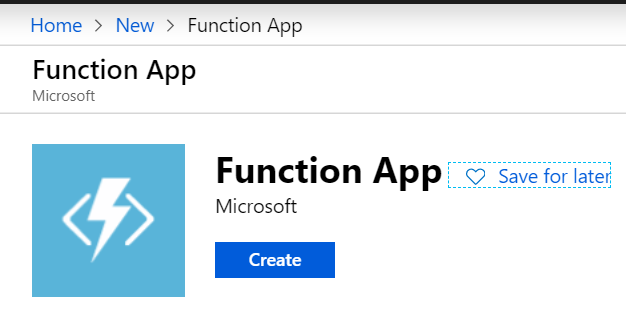 Home > New > Function App
Function App
Microsoft
Function App Save for later
Microsoft
Create